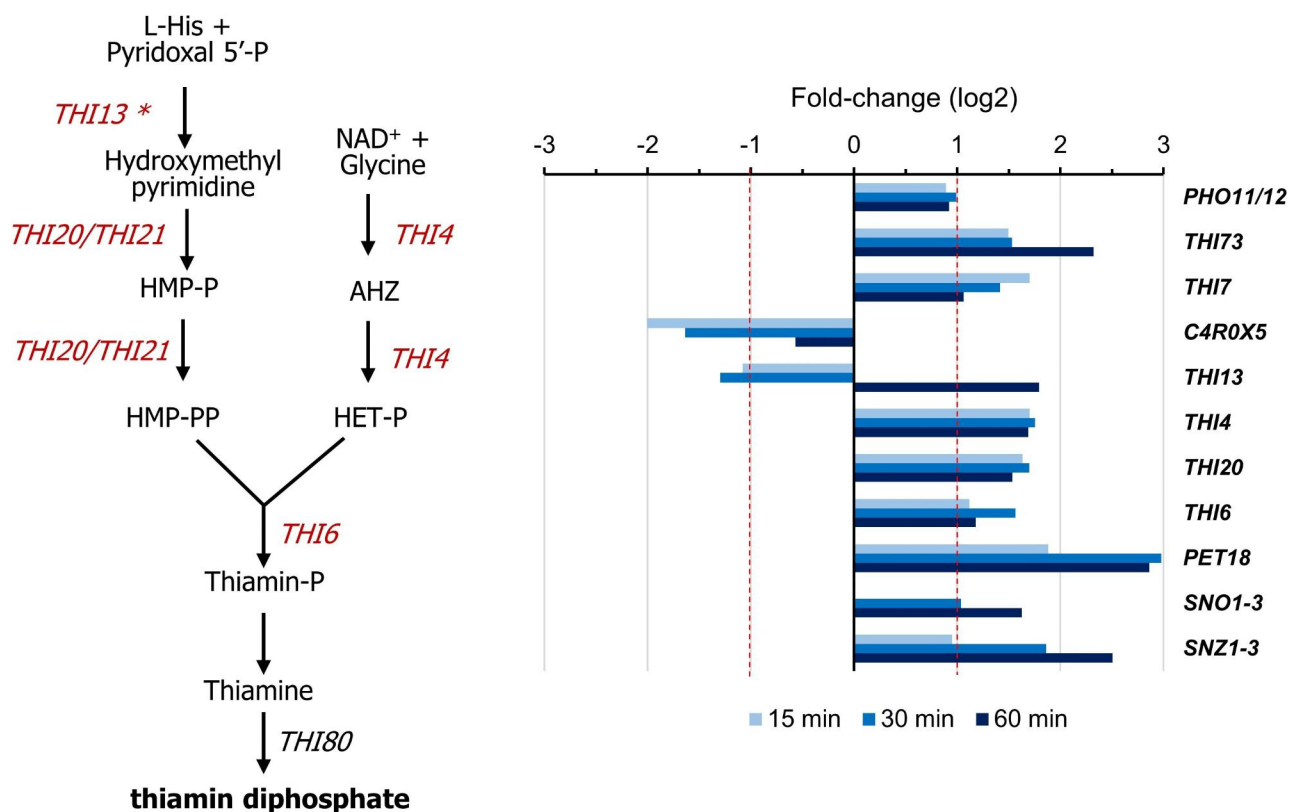 L-His +
Pyridoxal 5′-P
THI13 *
Hydroxymethyl
pyrimidine
NAD⁺ +
Glycine
THI20/THI21
THI4
HMP-P
AHZ
THI20/THI21
THI4
HMP-PP
HET-P
THI6
Thiamin-P
Thiamine
THI80
thiamin diphosphate
Fold-change (log2)
-3 -2 -1 0 1 2 3
PHO11/12
THI73
THI7
C4R0X5
THI13
THI4
THI20
THI6
PET18
SNO1-3
SNZ1-3
15 min 30 min 60 min